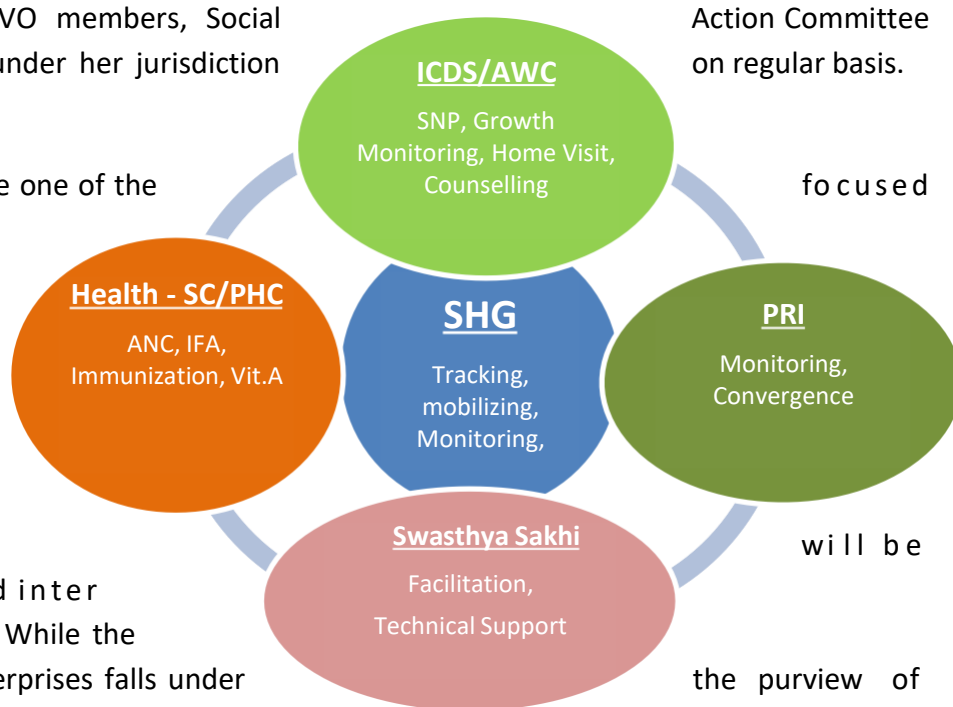 VO members, Social Action Committee
under her jurisdiction on regular basis.
ICDS/AWC
SNP, Growth
Monitoring, Home Visit,
Counselling
one of the focused
Health - SC/PHC
ANC, IFA,
Immunization, Vit.A
SHG
Tracking,
mobilizing,
Monitoring,
PRI
Monitoring,
Convergence
Swasthya Sakhi
Facilitation,
Technical Support
will be
inter
While the
falls under the purview of